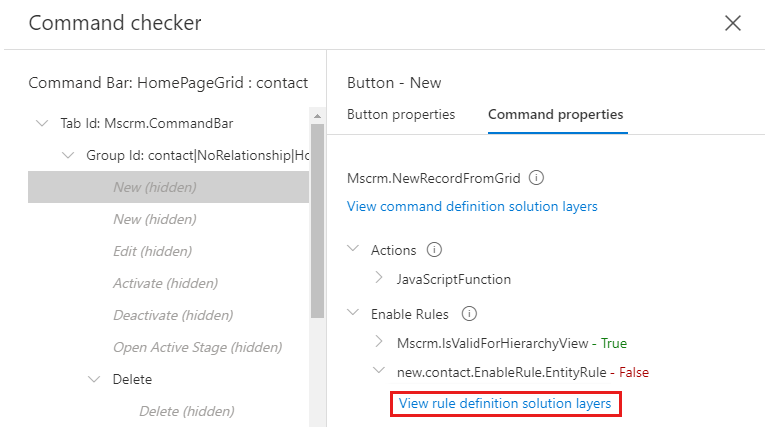 Command checker
Command Bar: HomePageGrid : contact
Tab Id: Mscrm.CommandBar
Group Id: contact|NoRelationship|Ho
New (hidden)
New (hidden)
Edit (hidden)
Activate (hidden)
Deactivate (hidden)
Open Active Stage (hidden)
Delete
Delete (hidden)
Button - New
Button properties Command properties
Mscrm.NewRecordFromGrid
View command definition solution layers
Actions
JavaScriptFunction
Enable Rules
Mscrm.IsValidForHierarchyView - True
new.contact.EnableRule.EntityRule - False
View rule definition solution layers